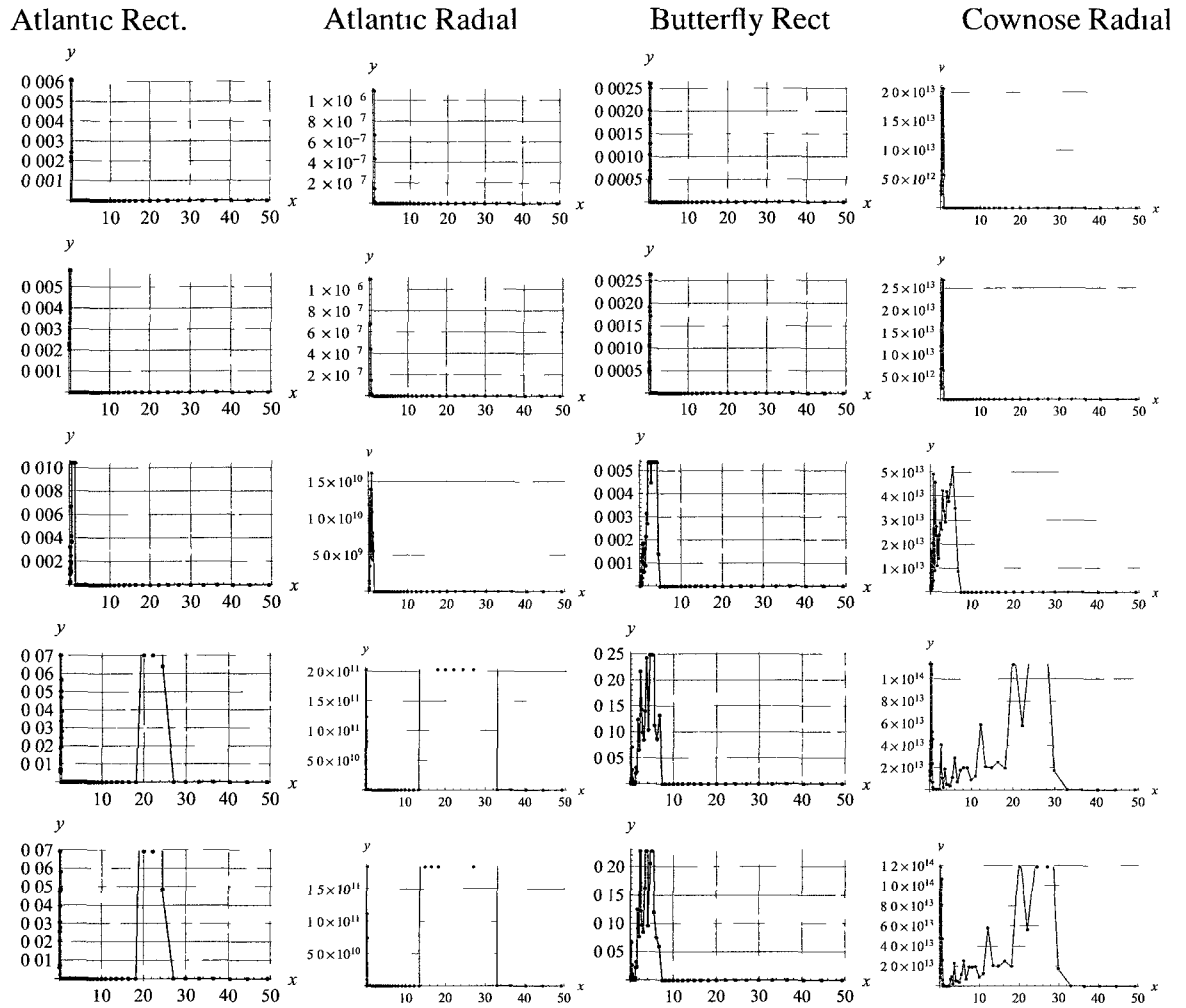 Atlantic Rect.
Atlantic Radial
Butterfly Rect
Cownose Radial
y
0 006
0 005
0 004
0 003
0 002
0 001
10 20 30 40 50 x
y
1 × 10 6
8 × 10 7
6 × 10−7
4 × 10−7
2 × 10 7
10 20 30 40 50 x
y
0 0025
0 0020
0 0015
0 0010
0 0005
10 20 30 40 50 x
y
2 0×10¹³
1 5×10¹³
1 0×10¹³
5 0×10¹²
10 20 30 40 50 x
y
0 005
0 004
0 003
0 002
0 001
10 20 30 40 50 x
y
1 × 10 6
8 × 10 7
6 × 10 7
4 × 10 7
2 × 10 7
10 20 30 40 50 x
y
0 0025
0 0020
0 0015
0 0010
0 0005
10 20 30 40 50 x
y
2 5×10¹³
2 0×10¹³
1 5×10¹³
1 0×10¹³
5 0×10¹²
10 20 30 40 50 x
y
0 010
0 008
0 006
0 004
0 002
10 20 30 40 50 x
y
1 5×10¹⁰
1 0×10¹⁰
5 0×10⁹
10 20 30 40 50 x
y
0 005
0 004
0 003
0 002
0 001
10 20 30 40 50 x
y
5 0×10¹³
4×10¹³
3×10¹³
2×10¹³
1×10¹³
10 20 30 40 50 x
y
0 07
0 06
0 05
0 04
0 03
0 02
0 01
10 20 30 40 50 x
y
2 0×10¹¹
1 5×10¹¹
1 0×10¹¹
5 0×10¹⁰
10 20 30 40 50 x
y
0 25
0 20
0 15
0 10
0 05
10 20 30 40 50 x
y
1×10¹⁴
8×10¹³
6×10¹³
4×10¹³
2×10¹³
10 20 30 40 50 x
y
0 07
0 06
0 05
0 04
0 03
0 02
0 01
10 20 30 40 50 x
y
1 5×10¹¹
1 0×10¹¹
5 0×10¹⁰
10 20 30 40 50 x
y
0 20
0 15
0 10
0 05
10 20 30 40 50 x
y
1 2×10¹⁴
1 0×10¹⁴
8 0×10¹³
6 0×10¹³
4 0×10¹³
2 0×10¹³
10 20 30 40 50 x